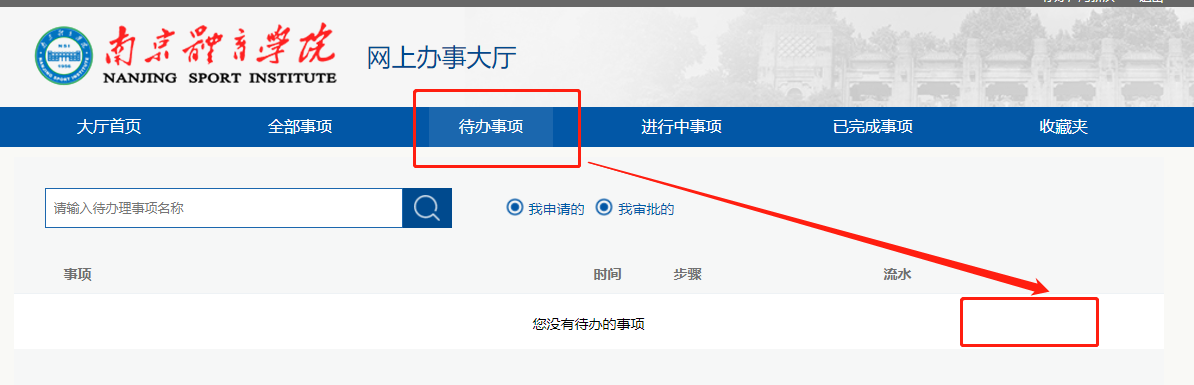 南京體育學院
NANJING SPORT INSTITUTE
网上办事大厅
大厅首页 全部事项 待办事项 进行中事项 已完成事项 收藏夹
请输入待办理事项名称 我申请的 我审批的
事项 时间 步骤 流水
您没有待办的事项